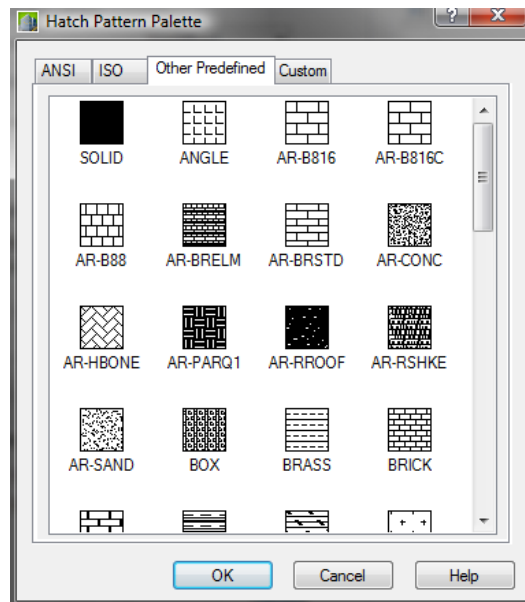 Hatch Pattern Palette
ANSI ISO Other Predefined Custom
SOLID ANGLE AR-B816 AR-B816C
AR-B88 AR-BRELM AR-BRSTD AR-CONC
AR-HBONE AR-PARQ1 AR-RROOF AR-RSHKE
AR-SAND BOX BRASS BRICK
OK Cancel Help